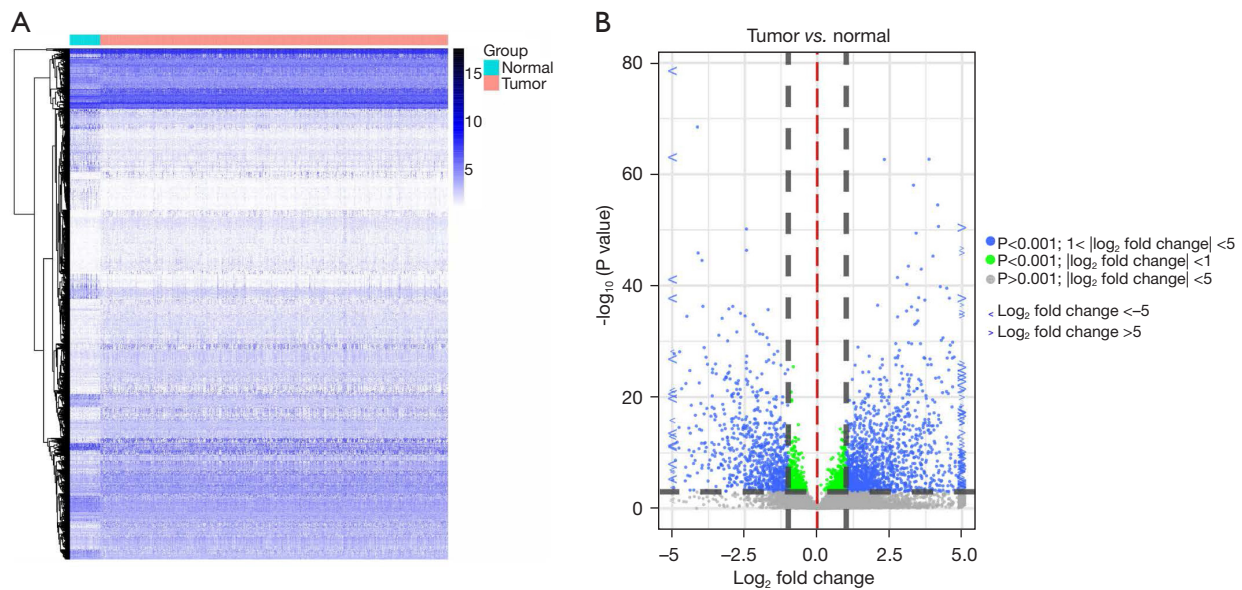 A
Group
Normal
Tumor
15
10
5
B
Tumor vs. normal
80
60
40
20
0
-log₁₀ (P value)
–5
–2.5
0.0
2.5
5.0
Log₂ fold change
P<0.001; 1< |log₂ fold change| <5
P<0.001; |log₂ fold change| <1
P>0.001; |log₂ fold change| <5
< Log₂ fold change <–5
> Log₂ fold change >5